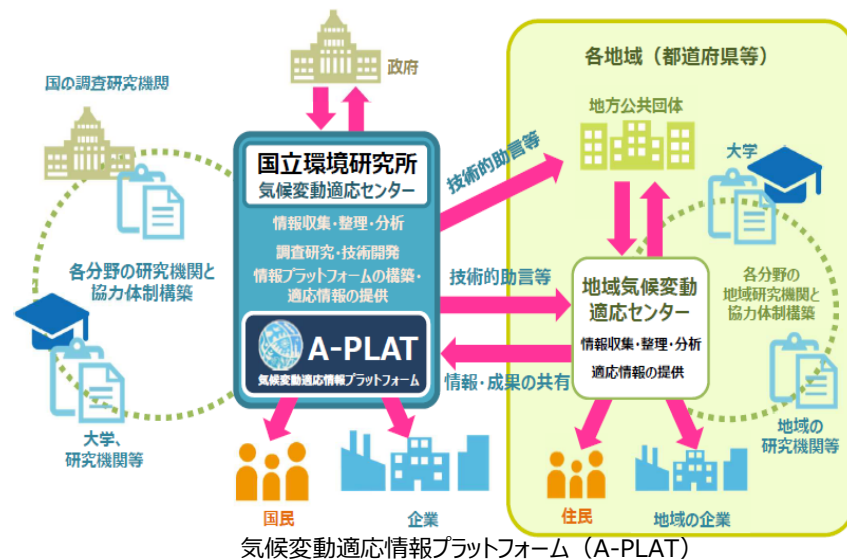 国の調査研究機関
政府
各地域（都道府県等）
地方公共団体
大学
国立環境研究所
気候変動適応センター
情報収集・整理・分析
調査研究・技術開発
情報プラットフォームの構築・
適応情報の提供
A-PLAT
気候変動適応情報プラットフォーム
各分野の研究機関と
協力体制構築
大学、
研究機関等
技術的助言等
技術的助言等
情報・成果の共有
地域気候変動
適応センター
情報収集・整理・分析
適応情報の提供
各分野の
地域研究機関と
協力体制構築
地域の
研究機関等
国民
企業
住民
地域の企業
気候変動適応情報プラットフォーム（A-PLAT）